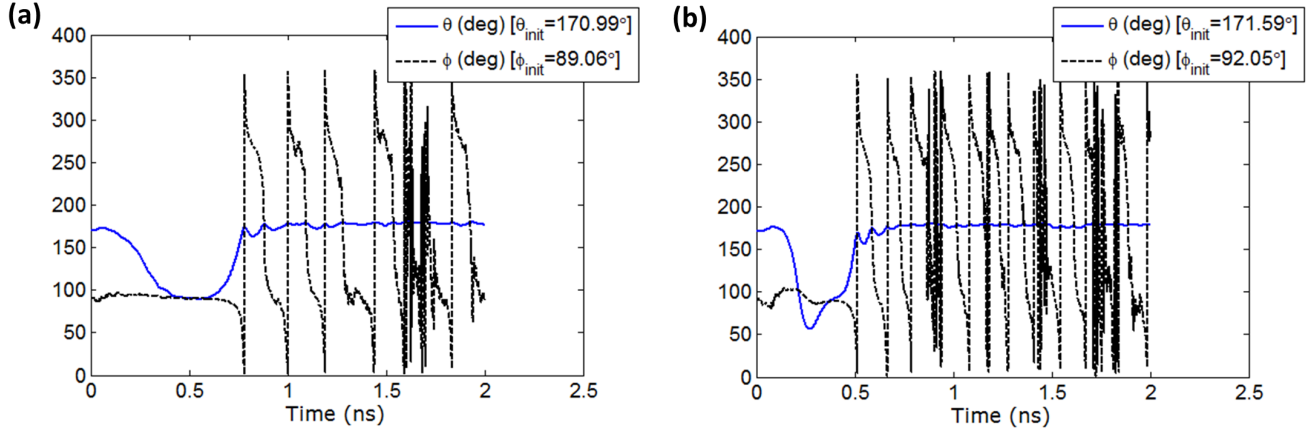 (a)
θ (deg) [θinit=170.99°]
ϕ (deg) [ϕinit=89.06°]
400
350
300
250
200
150
100
50
0
0 0.5 1 1.5 2 2.5
Time (ns)
(b)
θ (deg) [θinit=171.59°]
ϕ (deg) [ϕinit=92.05°]
400
350
300
250
200
150
100
50
0
0 0.5 1 1.5 2 2.5
Time (ns)